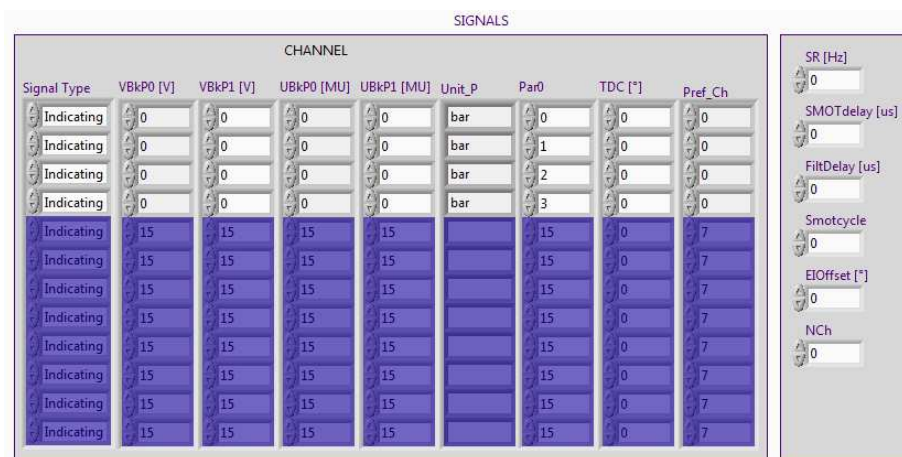 SIGNALS
CHANNEL
Signal Type VBkP0 [V] VBkP1 [V] UBkP0 [MU] UBkP1 [MU] Unit_P Par0 TDC [°] Pref_Ch
Indicating 0 0 0 0 bar 0 0 0
Indicating 0 0 0 0 bar 1 0 0
Indicating 0 0 0 0 bar 2 0 0
Indicating 0 0 0 0 bar 3 0 0
Indicating 15 15 15 15 15 0 7
Indicating 15 15 15 15 15 0 7
Indicating 15 15 15 15 15 0 7
Indicating 15 15 15 15 15 0 7
Indicating 15 15 15 15 15 0 7
Indicating 15 15 15 15 15 0 7
Indicating 15 15 15 15 15 0 7
Indicating 15 15 15 15 15 0 7
SR [Hz]
0
SMOTdelay [us]
0
FiltDelay [us]
0
Smotcycle
0
EIOffset [°]
0
NCh
0